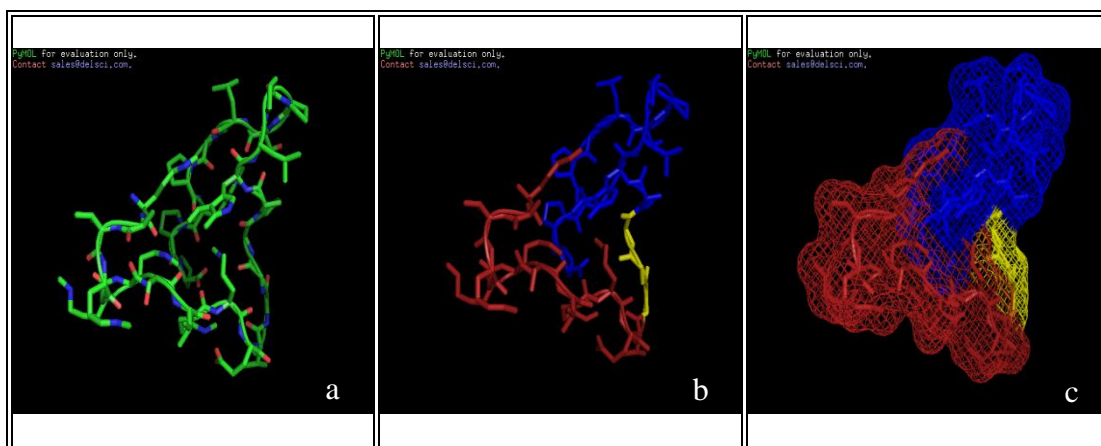 PyMOL for evaluation only.
Contact sales@delsci.com.
a
PyMOL for evaluation only.
Contact sales@delsci.com.
b
PyMOL for evaluation only.
Contact sales@delsci.com.
c